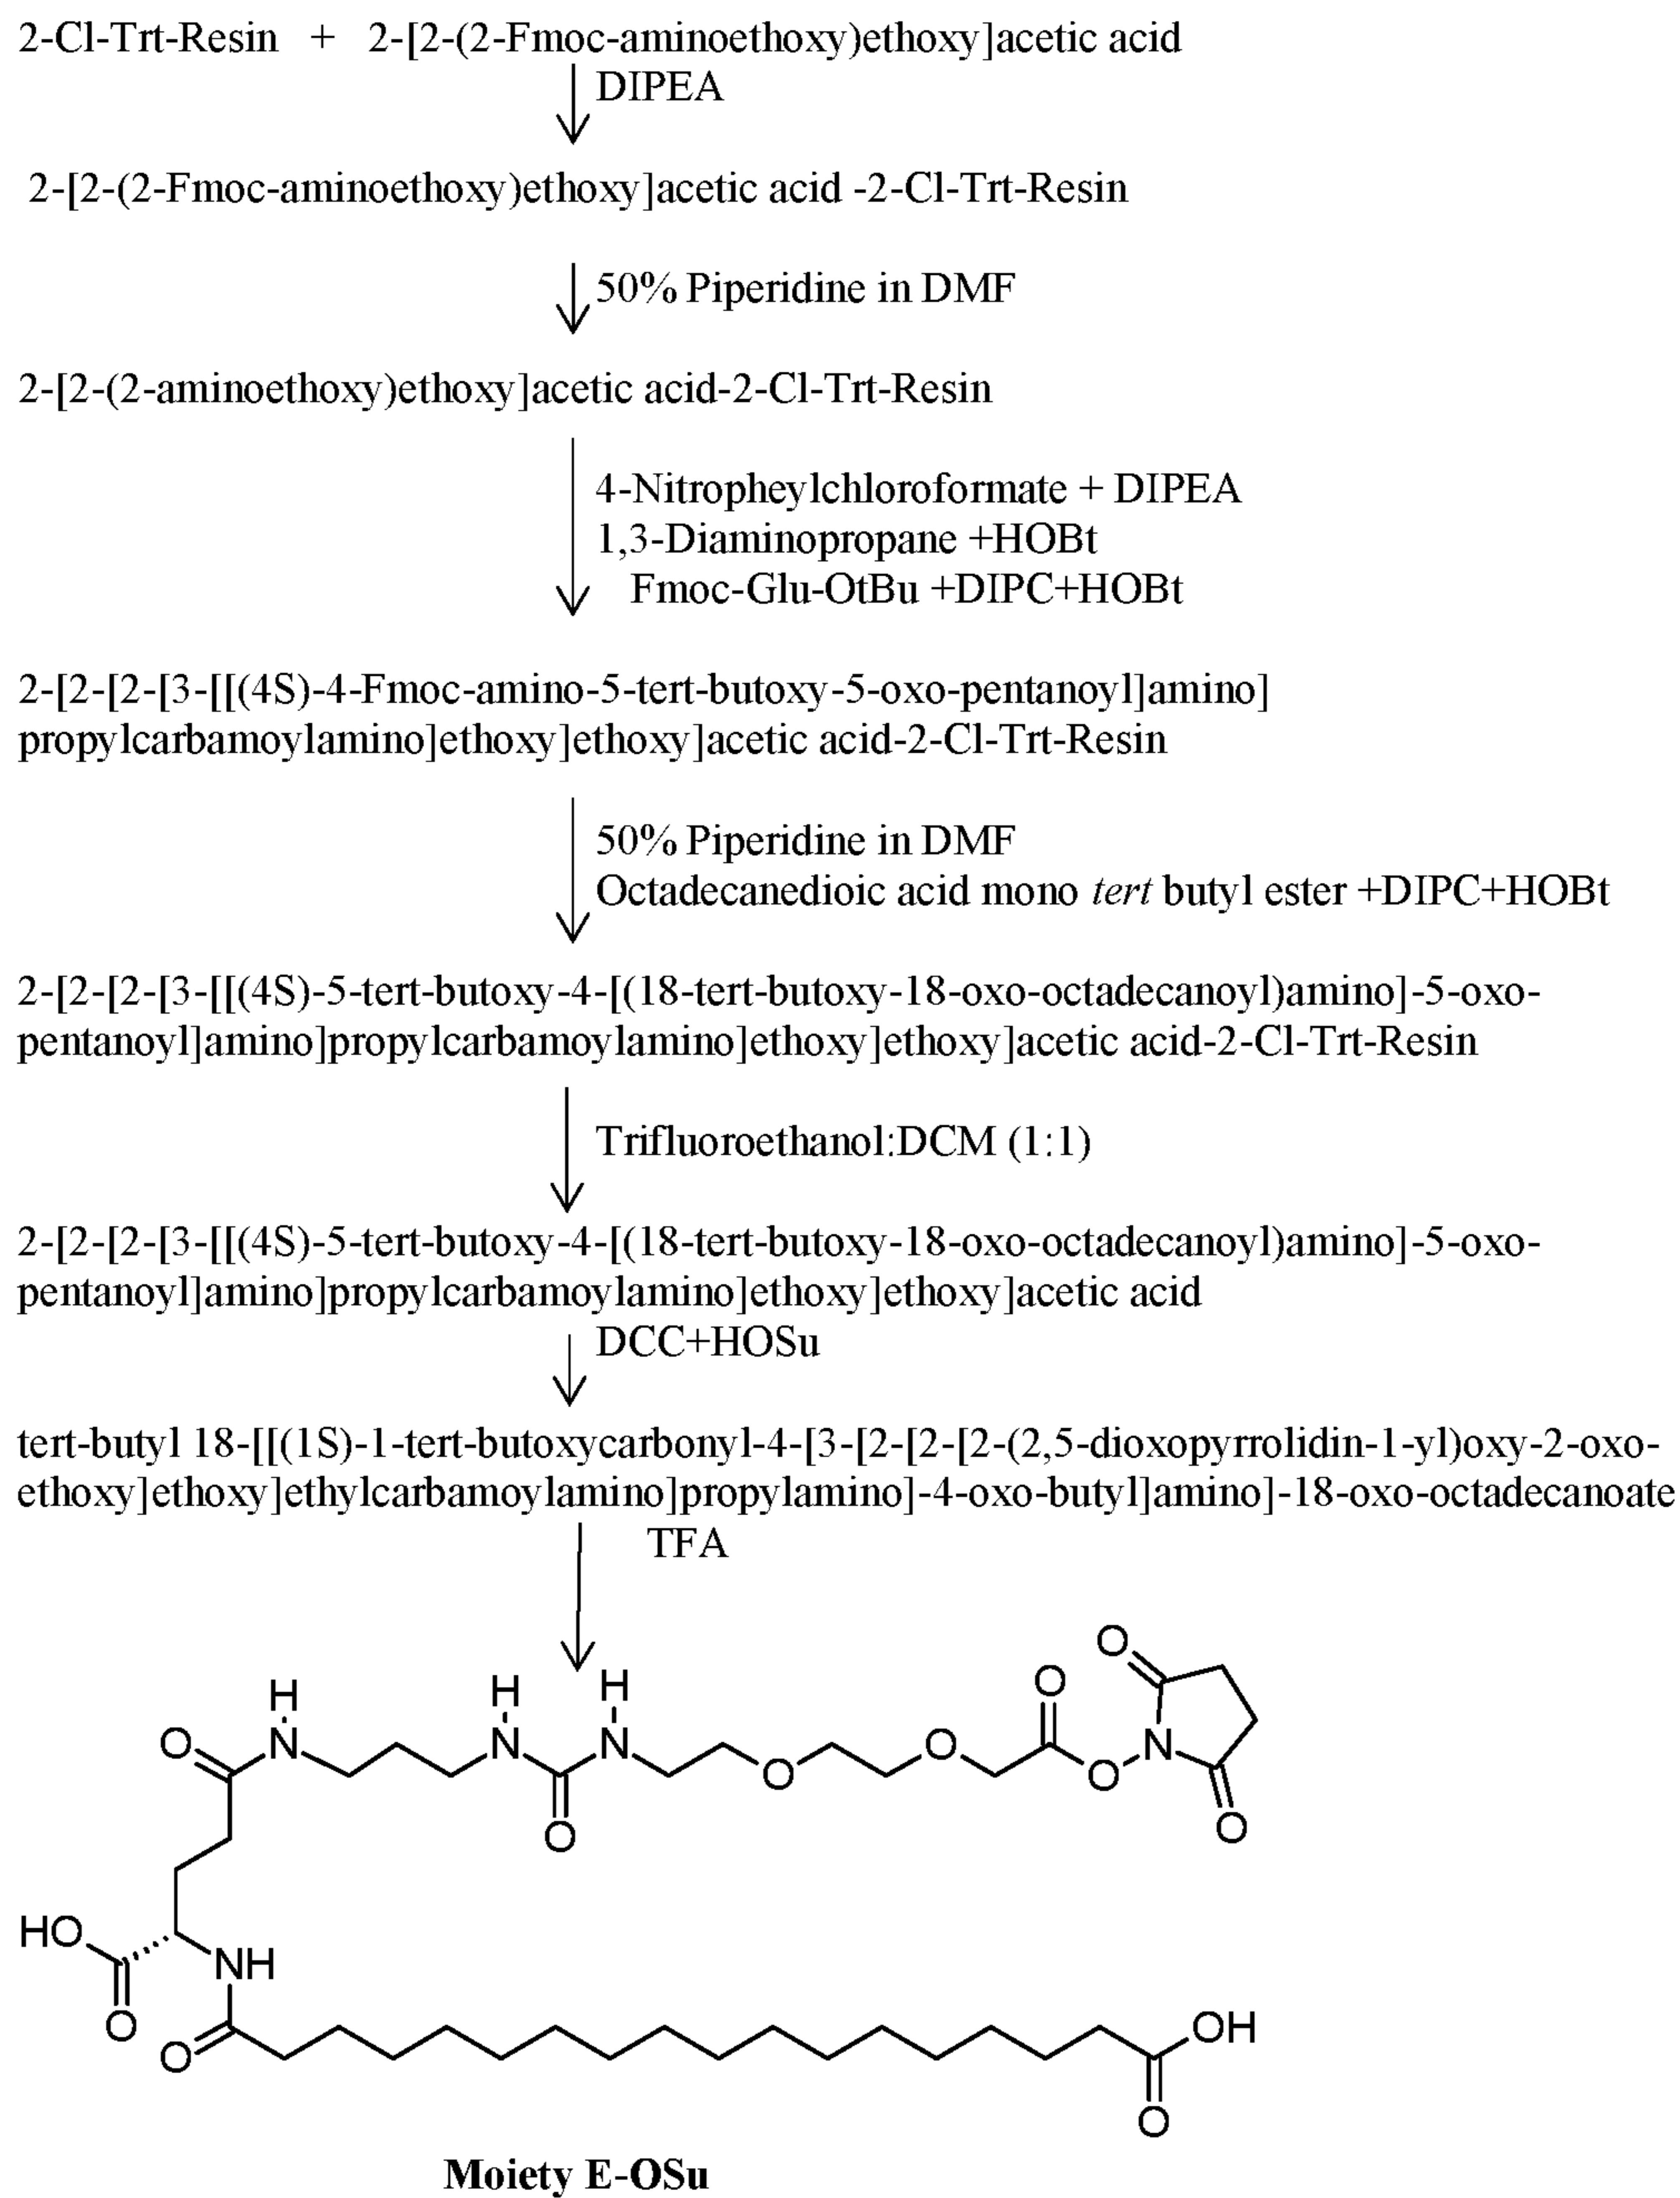 2-Cl-Trt-Resin + 2-[2-(2-Fmoc-aminoethoxy)ethoxy]acetic acid
DIPEA
2-[2-(2-Fmoc-aminoethoxy)ethoxy]acetic acid -2-Cl-Trt-Resin
50% Piperidine in DMF
2-[2-(2-aminoethoxy)ethoxy]acetic acid-2-Cl-Trt-Resin
4-Nitropheylchloroformate + DIPEA
1,3-Diaminopropane +HOBt
Fmoc-Glu-OtBu +DIPC+HOBt
2-[2-[2-[3-[[(4S)-4-Fmoc-amino-5-tert-butoxy-5-oxo-pentanoyl]amino]
propylcarbamoylamino]ethoxy]ethoxy]acetic acid-2-Cl-Trt-Resin
50% Piperidine in DMF
Octadecanedioic acid mono tert butyl ester +DIPC+HOBt
2-[2-[2-[3-[[(4S)-5-tert-butoxy-4-[(18-tert-butoxy-18-oxo-octadecanoyl)amino]-5-oxo-
pentanoyl]amino]propylcarbamoylamino]ethoxy]ethoxy]acetic acid-2-Cl-Trt-Resin
Trifluoroethanol:DCM (1:1)
2-[2-[2-[3-[[(4S)-5-tert-butoxy-4-[(18-tert-butoxy-18-oxo-octadecanoyl)amino]-5-oxo-
pentanoyl]amino]propylcarbamoylamino]ethoxy]ethoxy]acetic acid
DCC+HOSu
tert-butyl 18-[[(1S)-1-tert-butoxycarbonyl-4-[3-[2-[2-[2-(2,5-dioxopyrrolidin-1-yl)oxy-2-oxo-
ethoxy]ethoxy]ethylcarbamoylamino]propylamino]-4-oxo-butyl]amino]-18-oxo-octadecanoate
TFA
O
H H H O
O N N N O O N
O O
O O
HO NH
O O OH
O
Moiety E-OSu